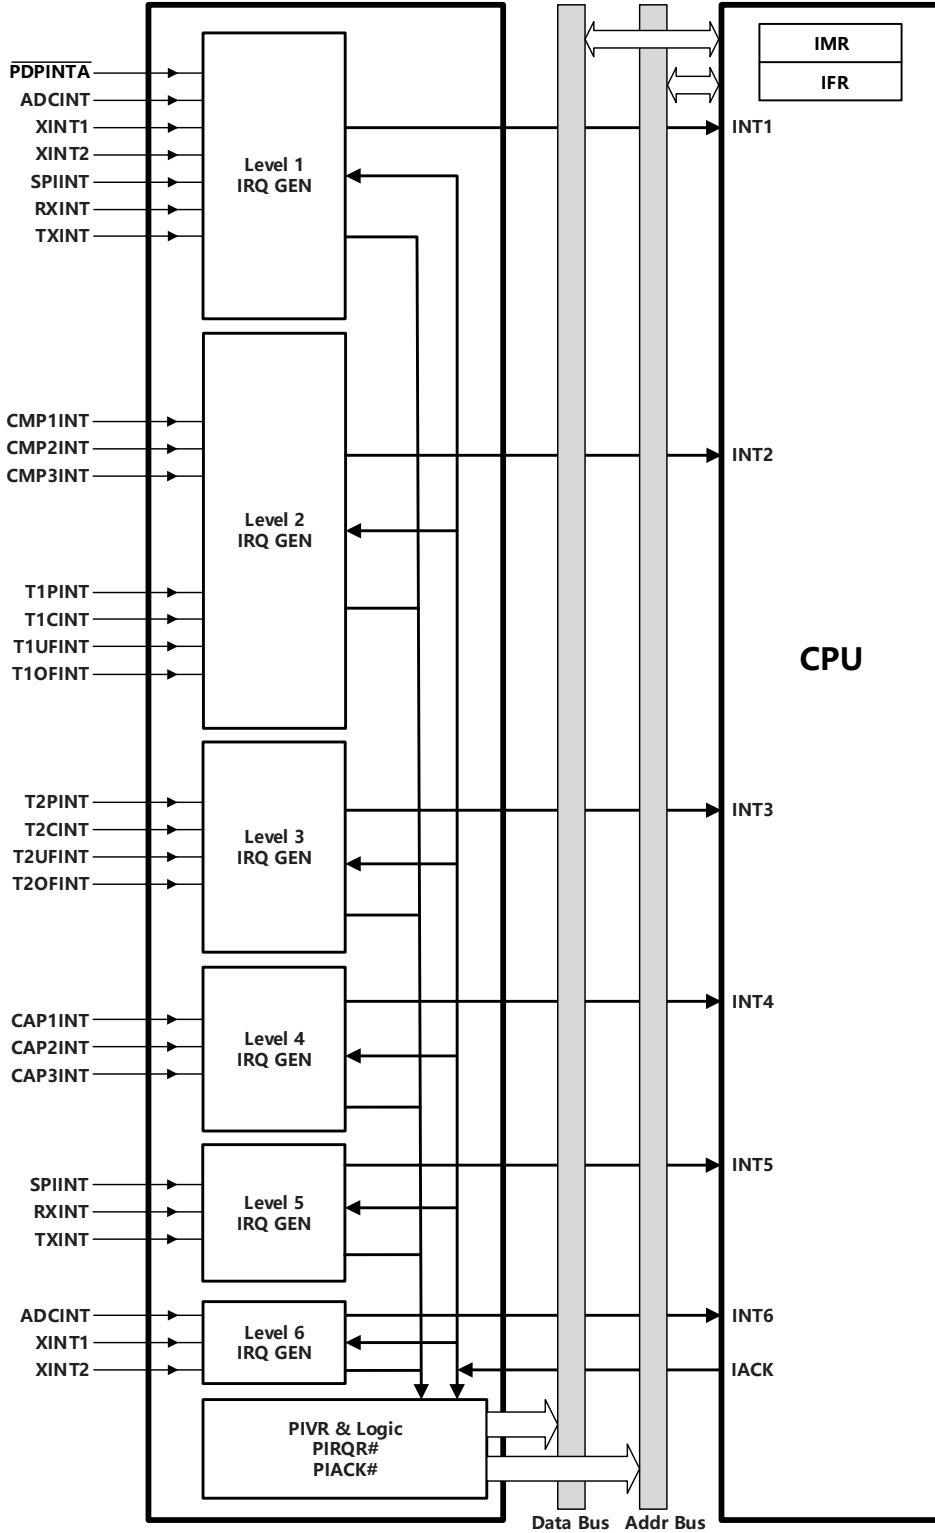 PDPINTA
ADCINT
XINT1
XINT2
SPIINT
RXINT
TXINT
Level 1
IRQ GEN
IMR
IFR
INT1
CMP1INT
CMP2INT
CMP3INT
T1PINT
T1CINT
T1UFINT
T1OFINT
Level 2
IRQ GEN
INT2
CPU
T2PINT
T2CINT
T2UFINT
T2OFINT
Level 3
IRQ GEN
INT3
CAP1INT
CAP2INT
CAP3INT
Level 4
IRQ GEN
INT4
SPIINT
RXINT
TXINT
Level 5
IRQ GEN
INT5
ADCINT
XINT1
XINT2
Level 6
IRQ GEN
INT6
IACK
PIVR & Logic
PIRQR#
PIACK#
Data Bus
Addr Bus